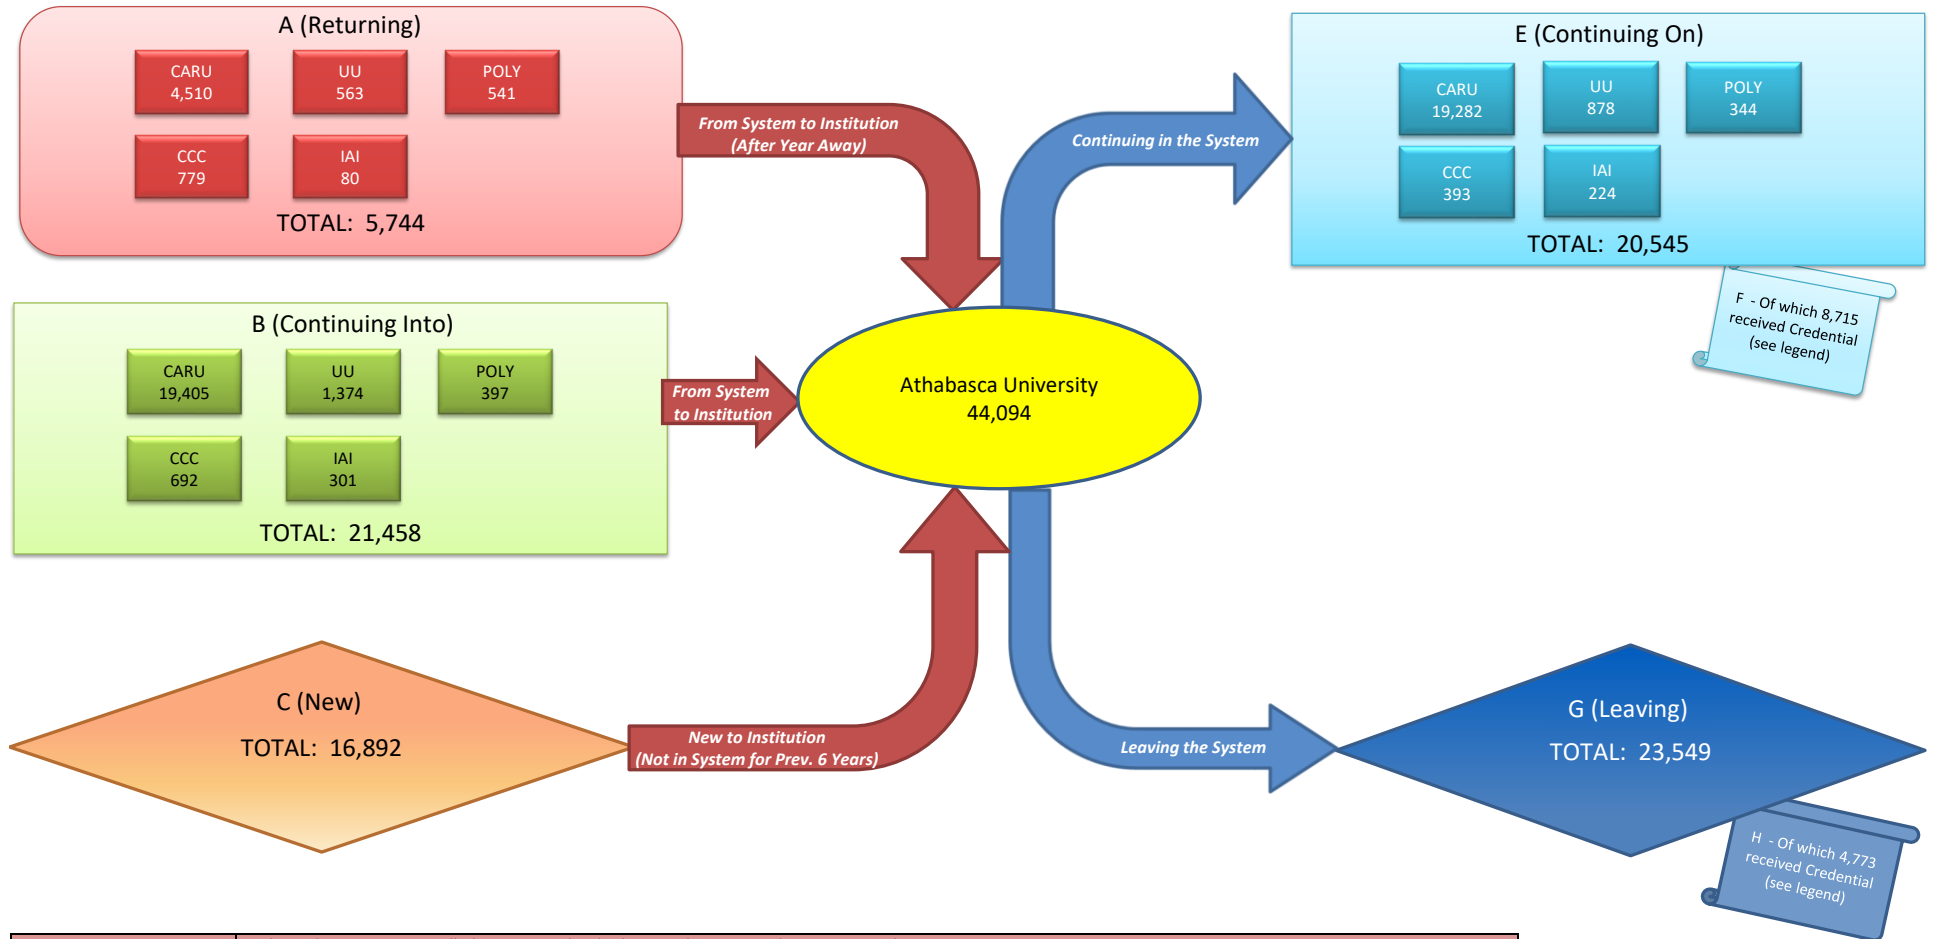 A (Returning)
CARU
4,510
UU
563
POLY
541
CCC
779
IAI
80
TOTAL: 5,744
From System to Institution
(After Year Away)
Continuing in the System
E (Continuing On)
CARU
19,282
UU
878
POLY
344
CCC
393
IAI
224
TOTAL: 20,545
F - Of which 8,715
received Credential
(see legend)
B (Continuing Into)
CARU
19,405
UU
1,374
POLY
397
CCC
692
IAI
301
TOTAL: 21,458
From System
to Institution
Athabasca University
44,094
C (New)
TOTAL: 16,892
New to Institution
(Not in System for Prev. 6 Years)
Leaving the System
G (Leaving)
TOTAL: 23,549
H - Of which 4,773
received Credential
(see legend)